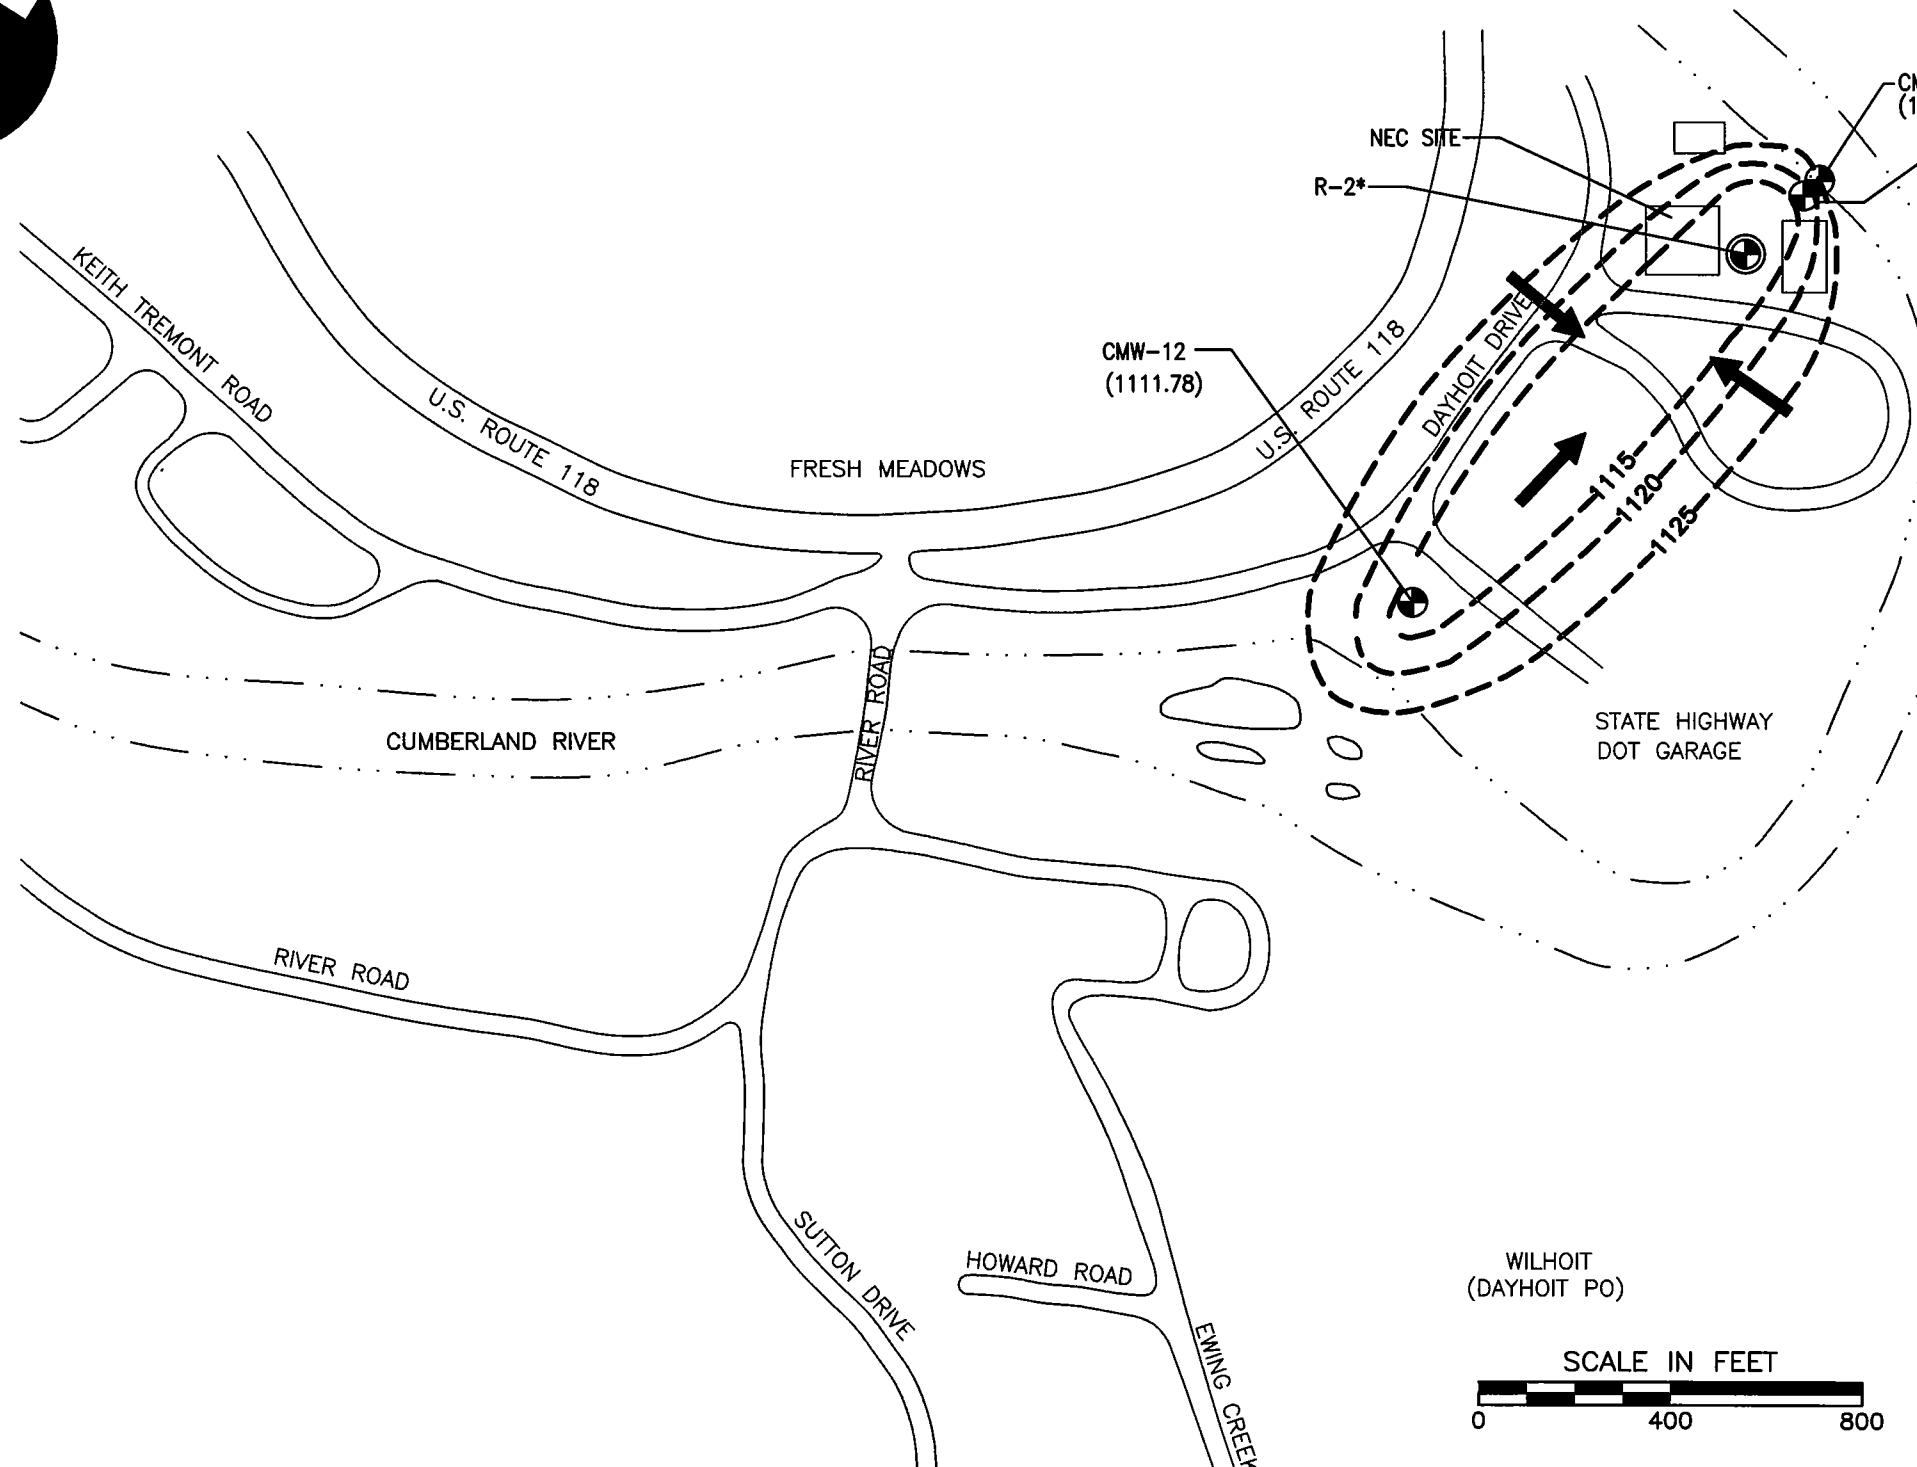 CM
(1
NEC SITE
R-2*
KEITH TREMONT ROAD
U.S. ROUTE 118
FRESH MEADOWS
U.S. ROUTE 118
DAYHOIT DRIVE
CMW-12
(1111.78)
1115
1120
1125
RIVER ROAD
CUMBERLAND RIVER
STATE HIGHWAY
DOT GARAGE
RIVER ROAD
SUTTON DRIVE
HOWARD ROAD
EWING CREEK
WILHOIT
(DAYHOIT PO)
SCALE IN FEET
0 400 800